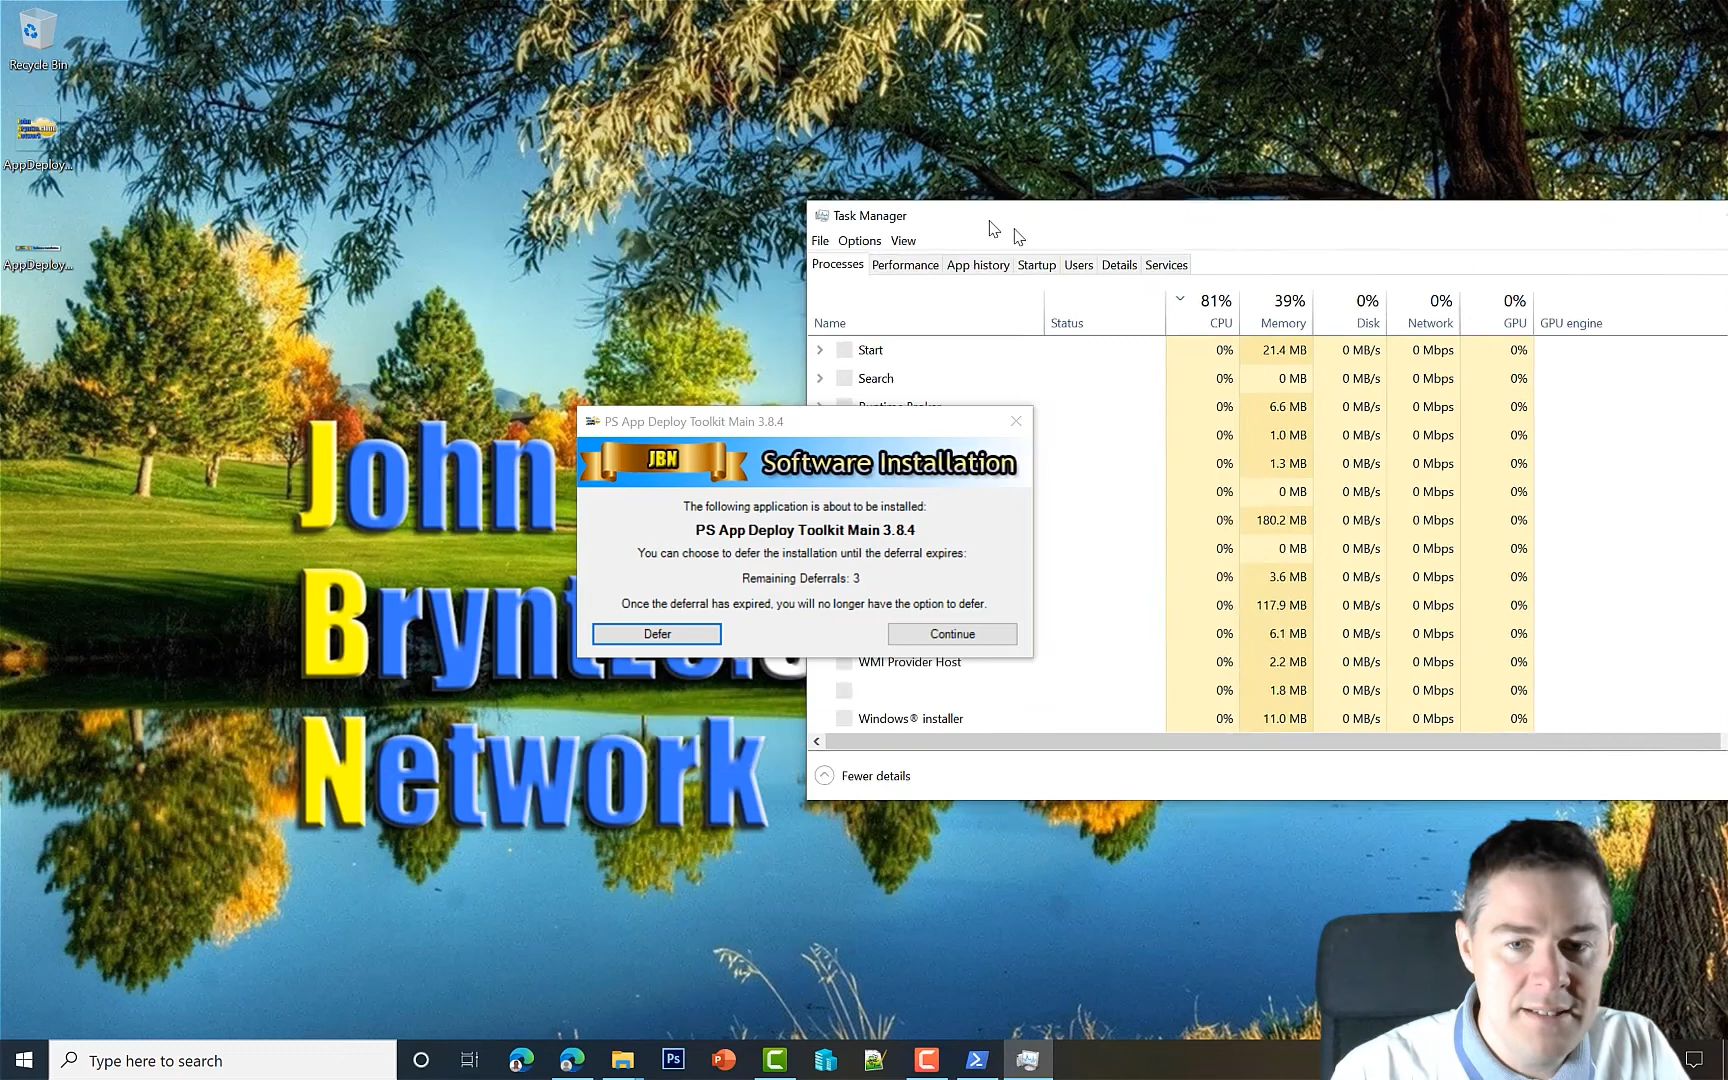 Recycle Bin
AppDeploy...
AppDeploy...
John
Network
Task Manager
File Options View
Processes Performance App history Startup Users Details Services
81% 39% 0% 0% 0%
Name Status CPU Memory Disk Network GPU GPU engine
Start 0% 21.4 MB 0 MB/s 0 Mbps 0%
Search 0% 0 MB 0 MB/s 0 Mbps 0%
0% 6.6 MB 0 MB/s 0 Mbps 0%
0% 1.0 MB 0 MB/s 0 Mbps 0%
0% 1.3 MB 0 MB/s 0 Mbps 0%
0% 0 MB 0 MB/s 0 Mbps 0%
0% 180.2 MB 0 MB/s 0 Mbps 0%
0% 0 MB 0 MB/s 0 Mbps 0%
0% 3.6 MB 0 MB/s 0 Mbps 0%
0% 117.9 MB 0 MB/s 0 Mbps 0%
0% 6.1 MB 0 MB/s 0 Mbps 0%
WMI Provider Host 0% 2.2 MB 0 MB/s 0 Mbps 0%
0% 1.8 MB 0 MB/s 0 Mbps 0%
Windows® installer 0% 11.0 MB 0 MB/s 0 Mbps 0%
Fewer details
PS App Deploy Toolkit Main 3.8.4
JBN Software Installation
The following application is about to be installed:
PS App Deploy Toolkit Main 3.8.4
You can choose to defer the installation until the deferral expires:
Remaining Deferrals: 3
Once the deferral has expired, you will no longer have the option to defer.
Defer Continue
Type here to search
Ps